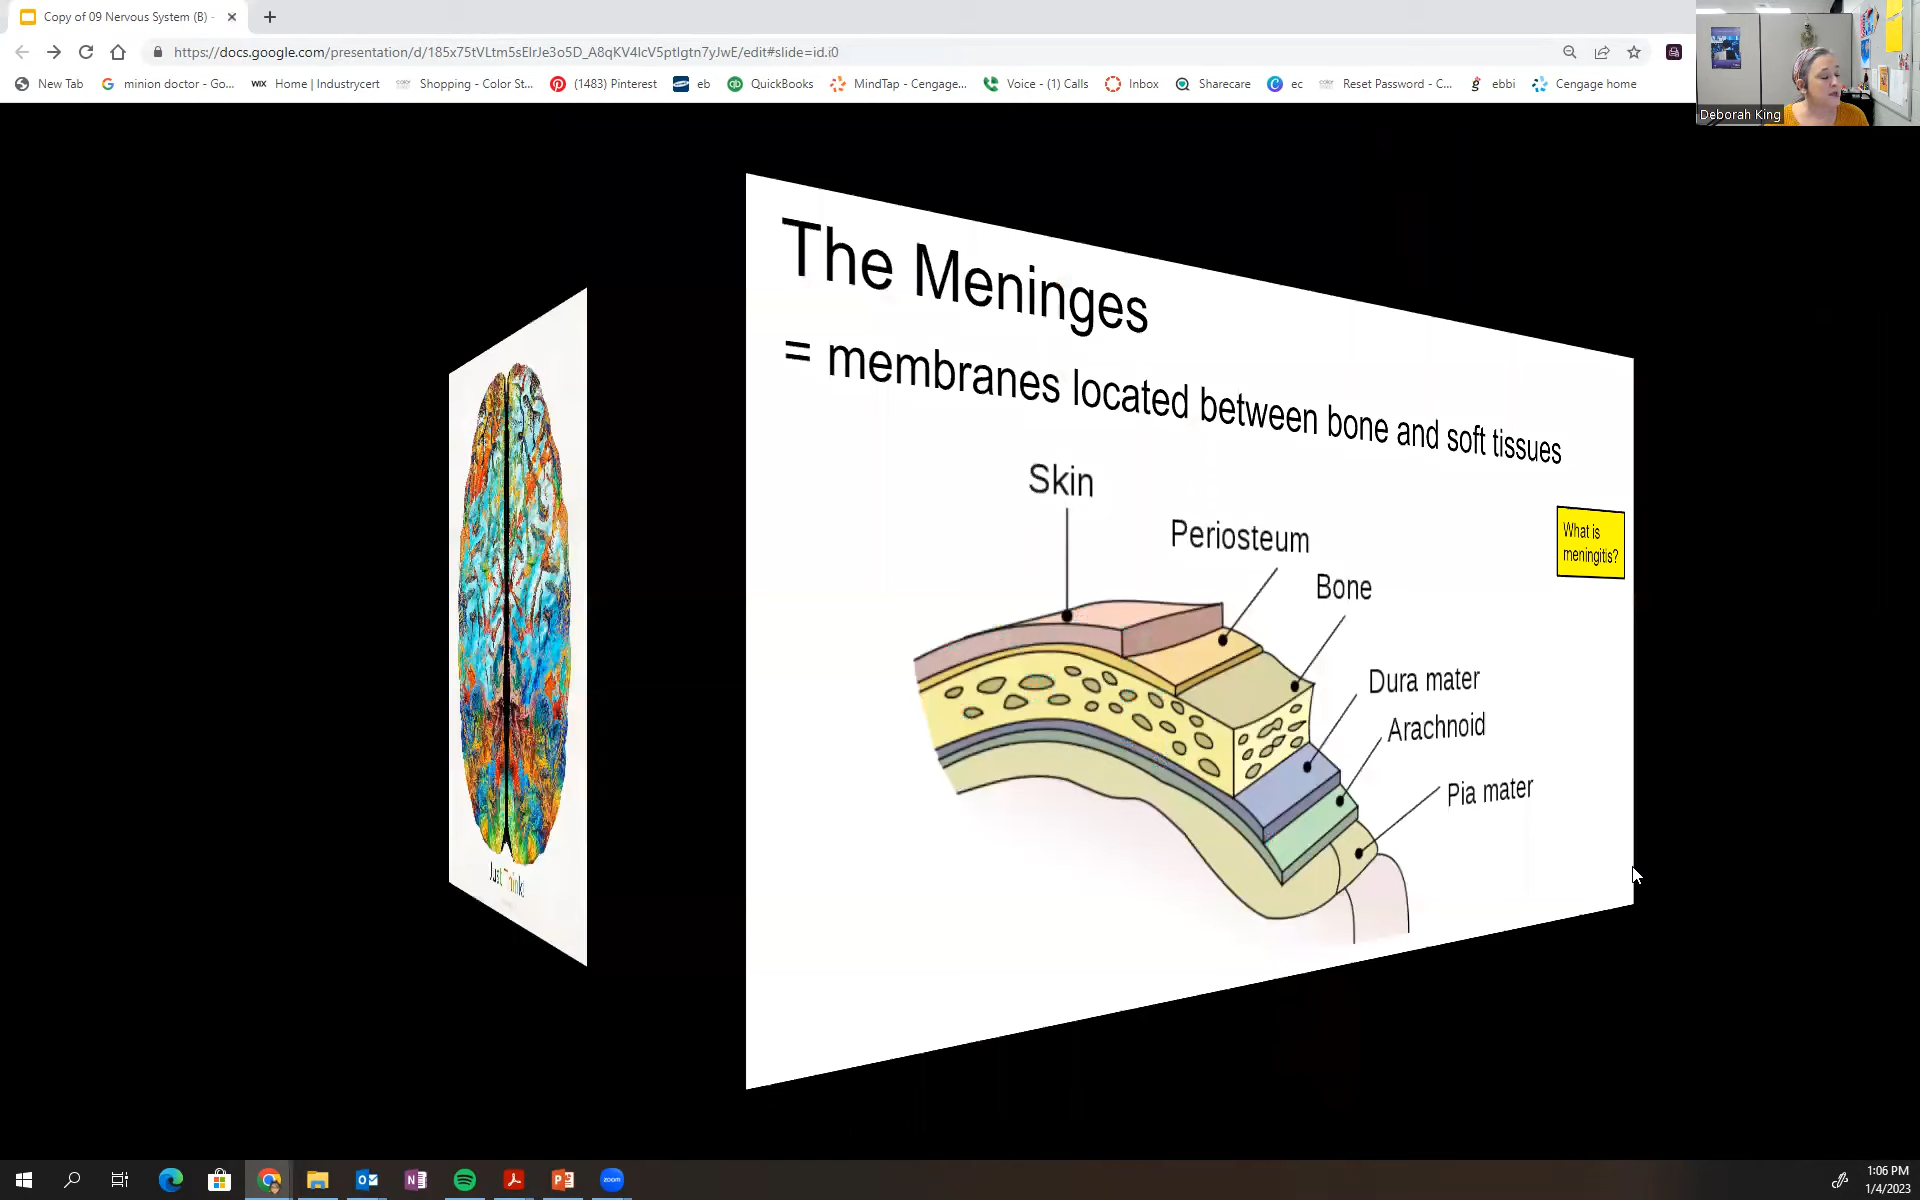 Copy of 09 Nervous System (B) -
https://docs.google.com/presentation/d/185x75tVLtm5sEIrJe3o5D_A8qKV4lcV5ptIgtn7yJwE/edit#slide=id.i0
New Tab
minion doctor - Go...
WIX Home | Industrycert
Shopping - Color St...
(1483) Pinterest
eb
QuickBooks
MindTap - Cengage...
Voice - (1) Calls
Inbox
Sharecare
ec
Reset Password - C...
ebbi
Cengage home
Deborah King
The Meninges
= membranes located between bone and soft tissues
Skin
Periosteum
What is
meningitis?
Bone
Dura mater
Arachnoid
Pia mater
Just Think!
zoom
1:06 PM
1/4/2023